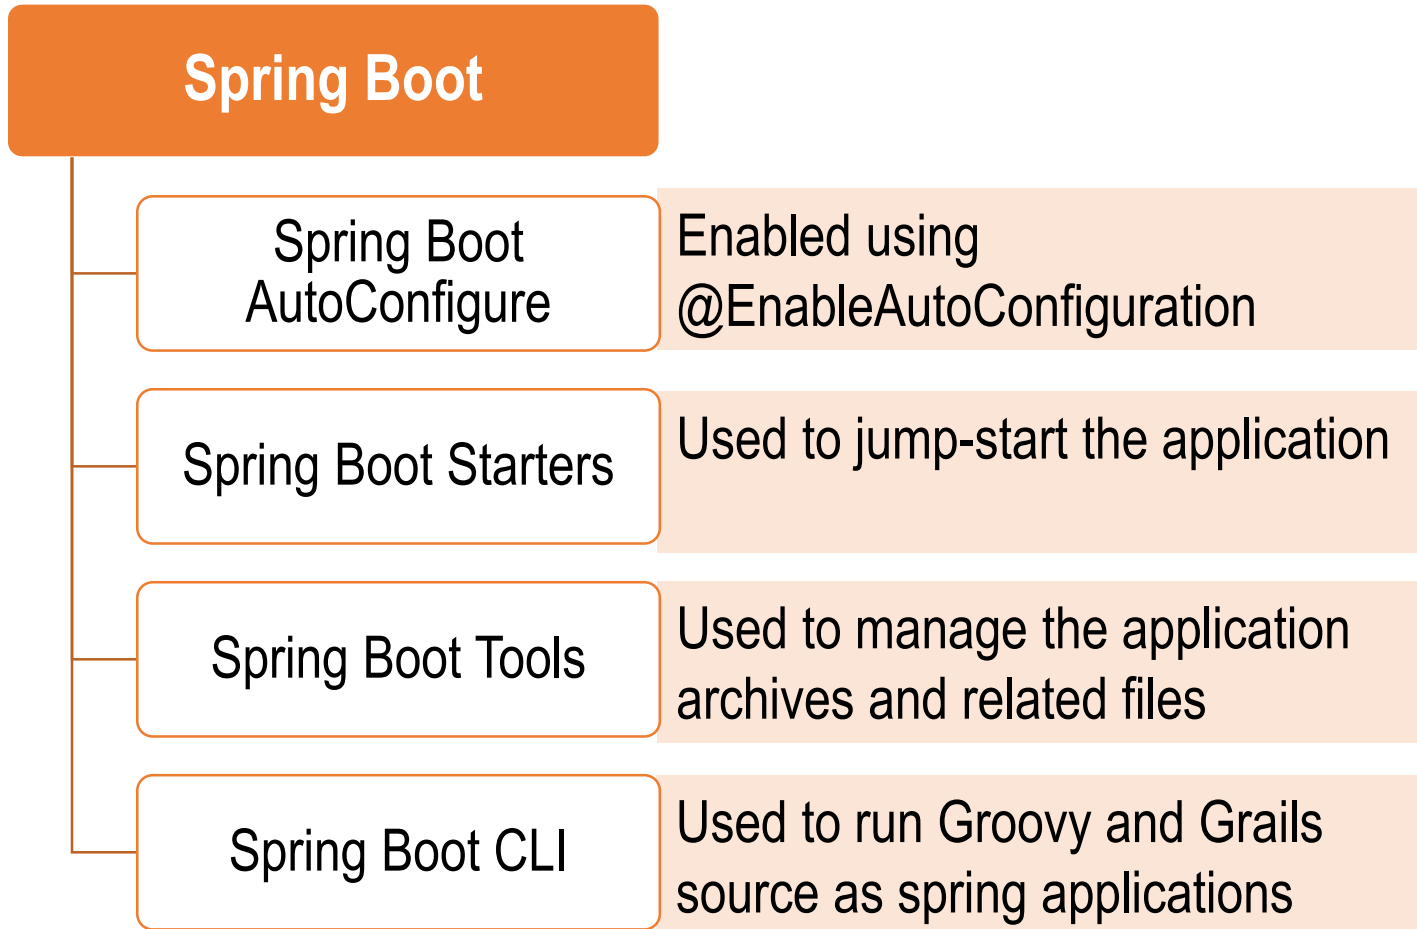 Spring Boot
Spring Boot
AutoConfigure
Enabled using
@EnableAutoConfiguration
Spring Boot Starters
Used to jump-start the application
Spring Boot Tools
Used to manage the application
archives and related files
Spring Boot CLI
Used to run Groovy and Grails
source as spring applications